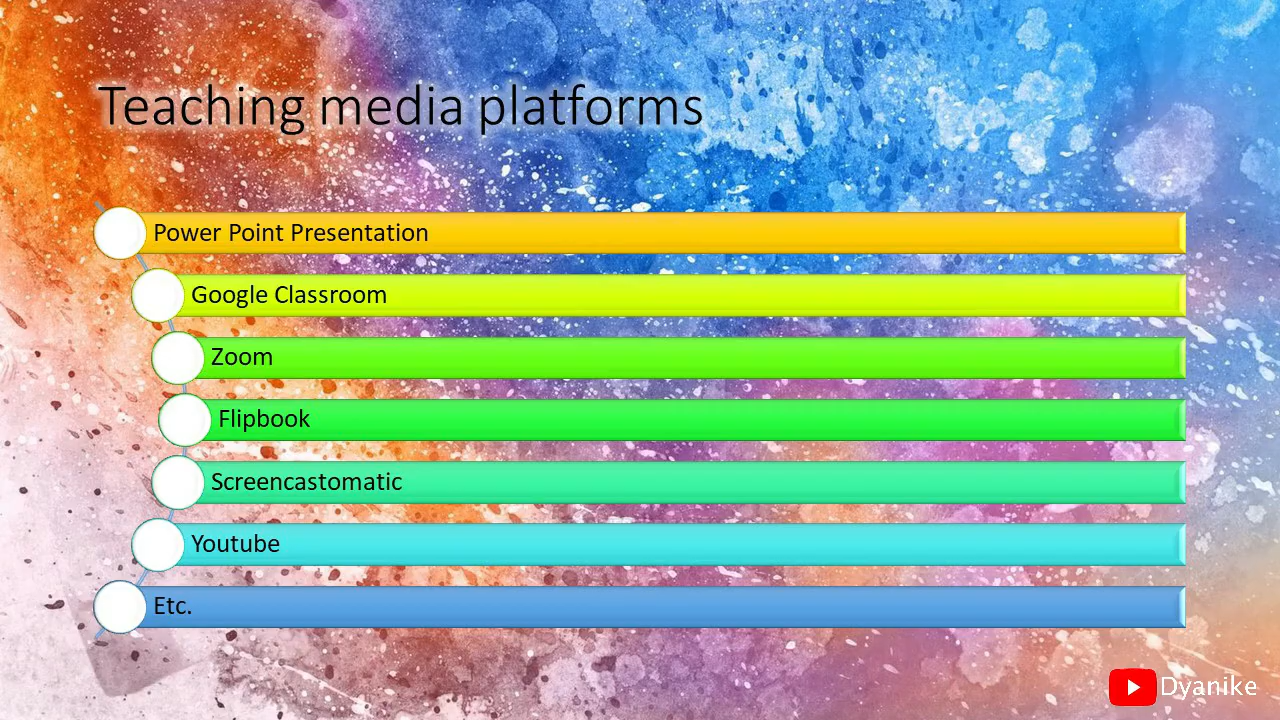 Teaching media platforms
Power Point Presentation
Google Classroom
Zoom
Flipbook
Screencastomatic
Youtube
Etc.
Dyanike